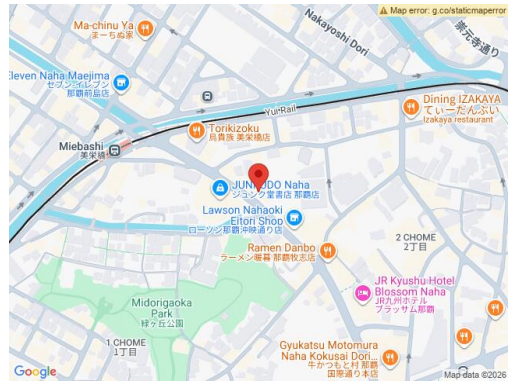 Map error: g.co/staticmaperror
Ma-chinu Ya
まーちぬ家
Nakayoshi Dori
崇元寺通り
Eleven Naha Maejima
セブン-イレブン
那覇前島店
Yui Rail
Dining IZAKAYA
てぃーだんぶい
Izakaya restaurant
Torikizoku
鳥貴族 美栄橋店
Miebashi
美栄橋
JUNKUDO Naha
ジュンク堂書店 那覇店
Lawson Nahaoki
Eitori Shop
ローソン那覇沖映通り店
Ramen Danbo
ラーメン暖暮 那覇牧志店
2 CHOME
2丁目
JR Kyushu Hotel
Blossom Naha
JR九州ホテル
ブラッサム那覇
Midorigaoka
Park
緑ヶ丘公園
1 CHOME
1丁目
Gyukatsu Motomura
Naha Kokusai Dori...
牛かつもと村 那覇
国際通り本店
Google
Map data ©2026